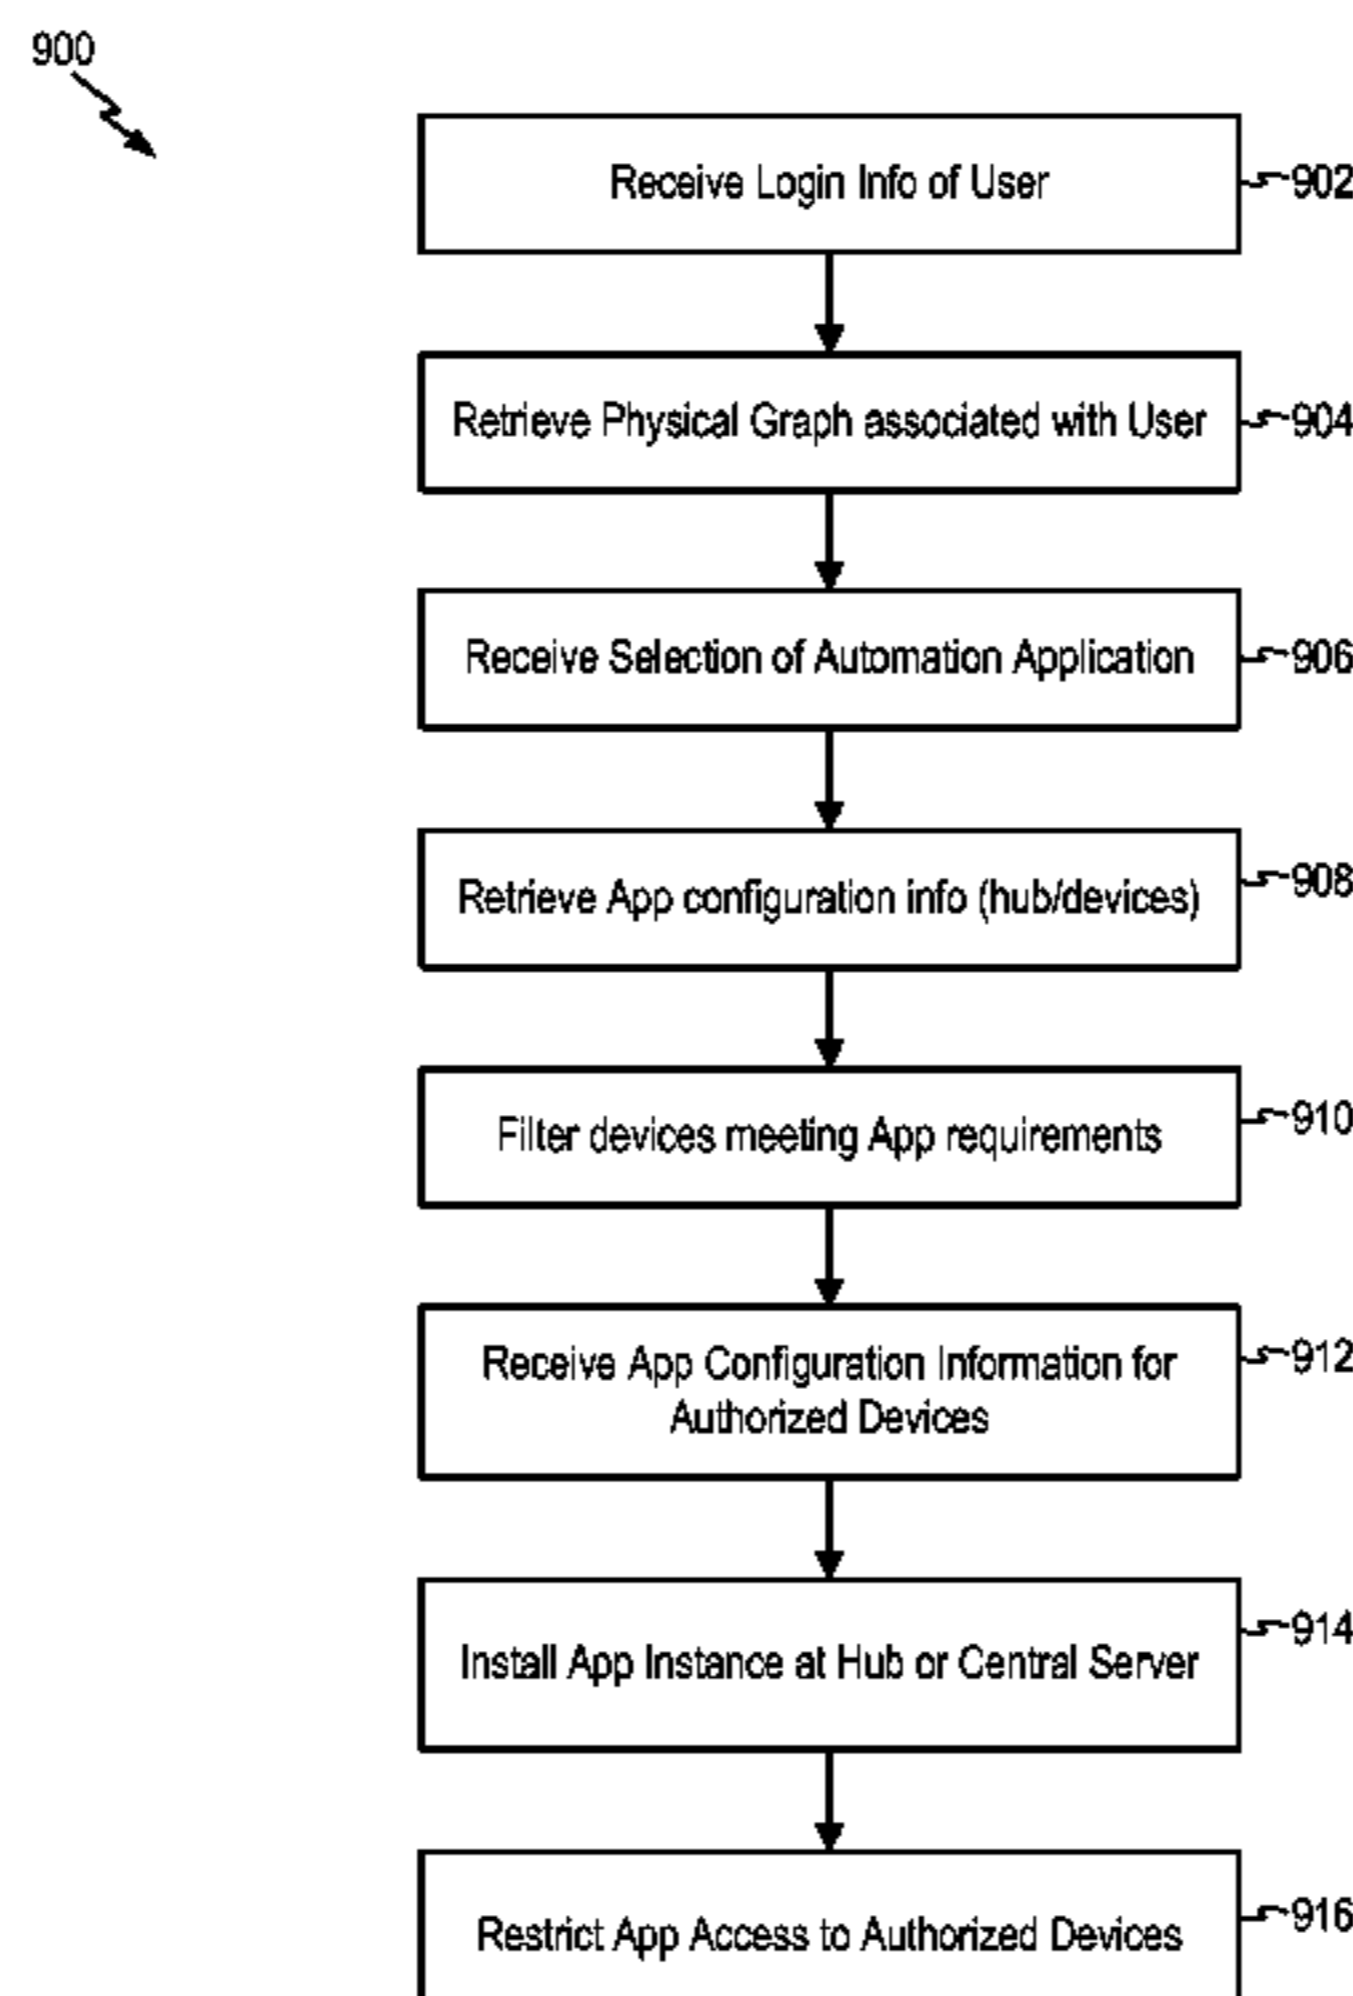 900
Receive Login Info of User
902
Retrieve Physical Graph associated with User
904
Receive Selection of Automation Application
906
Retrieve App configuration info (hub/devices)
908
Filter devices meeting App requirements
910
Receive App Configuration Information for
Authorized Devices
912
Install App Instance at Hub or Central Server
914
Restrict App Access to Authorized Devices
916